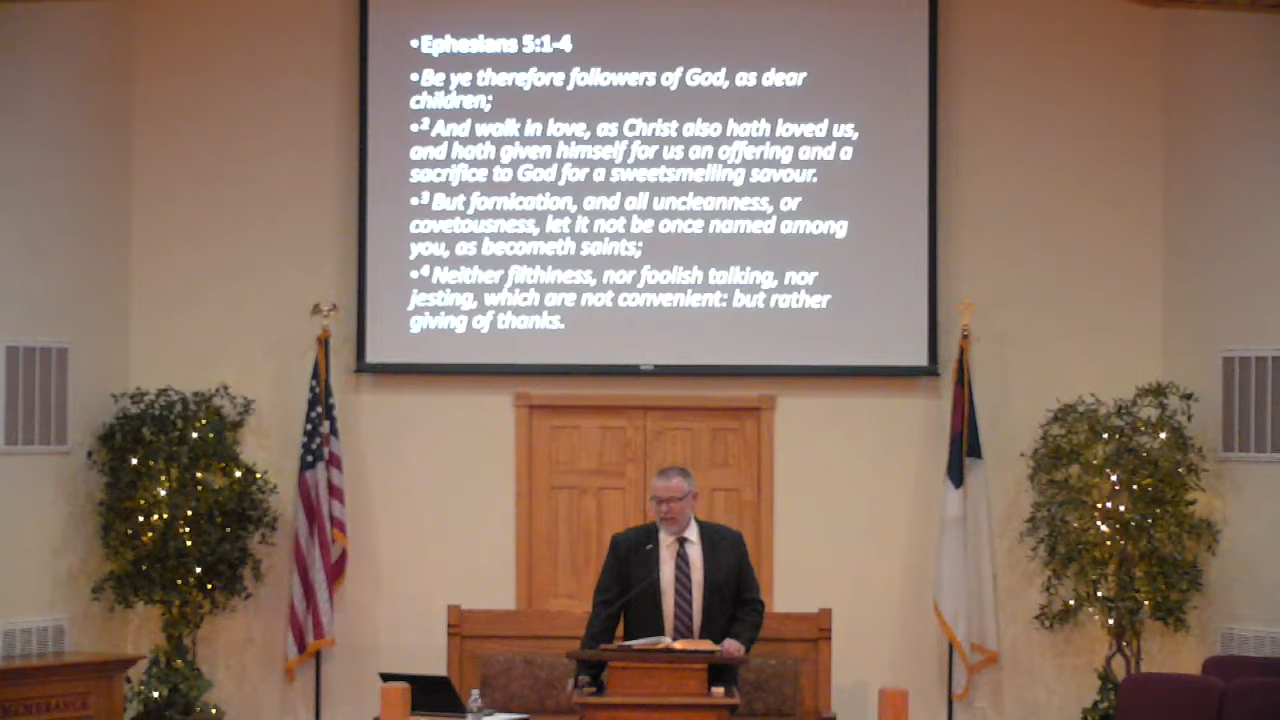 •Ephesians 5:1-4
•Be ye therefore followers of God, as dear
children;
•2 And walk in love, as Christ also hath loved us,
and hath given himself for us an offering and a
sacrifice to God for a sweetsmelling savour.
•3 But fornication, and all uncleanness, or
covetousness, let it not be once named among
you, as becometh saints;
•4 Neither filthiness, nor foolish talking, nor
jesting, which are not convenient: but rather
giving of thanks.